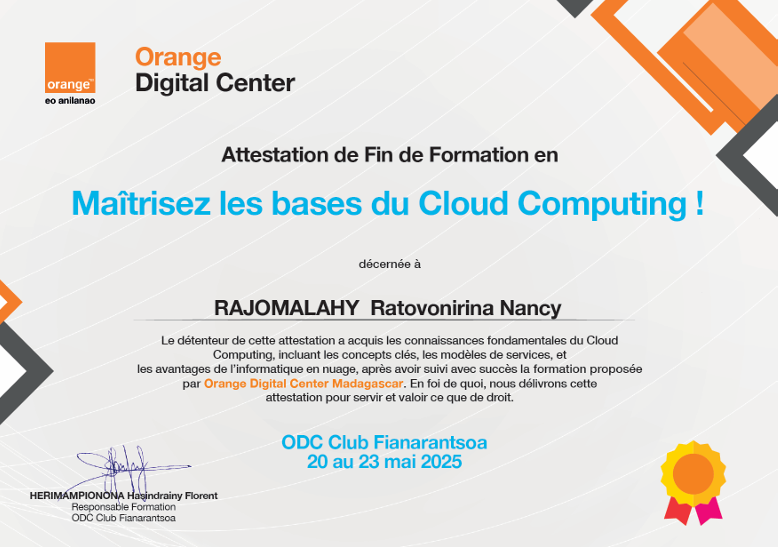 orange™
eo anilanao
Orange
Digital Center
Attestation de Fin de Formation en
Maîtrisez les bases du Cloud Computing !
décernée à
RAJOMALAHY Ratovonirina Nancy
Le détenteur de cette attestation a acquis les connaissances fondamentales du Cloud
Computing, incluant les concepts clés, les modèles de services, et
les avantages de l'informatique en nuage, après avoir suivi avec succès la formation proposée
par Orange Digital Center Madagascar. En foi de quoi, nous délivrons cette
attestation pour servir et valoir ce que de droit.
ODC Club Fianarantsoa
20 au 23 mai 2025
HERIMAMPIONONA Hasindrainy Florent
Responsable Formation
ODC Club Fianarantsoa